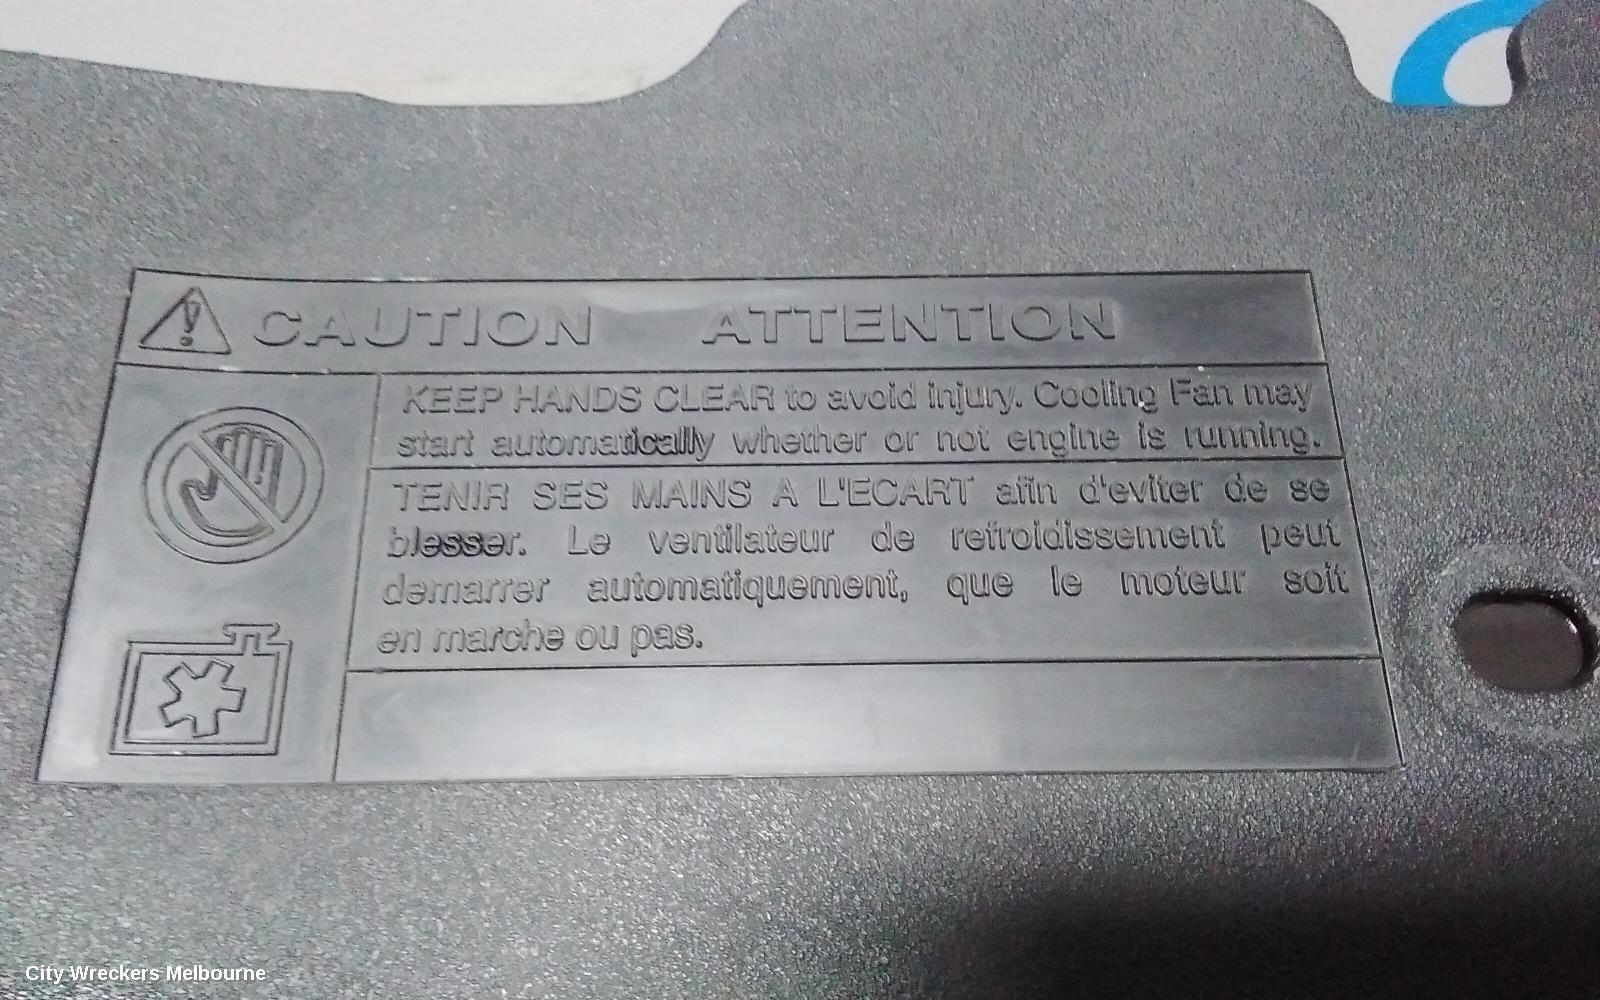 CAUTION ATTENTION
KEEP HANDS CLEAR to avoid injury. Cooling Fan may
start automatically whether or not engine is running.
TENIR SES MAINS A L'ECART afin d'eviter de se
blesser. Le ventilateur de refroidissement peut
demarrer automatiquement, que le moteur soit
en marche ou pas.
City Wreckers Melbourne